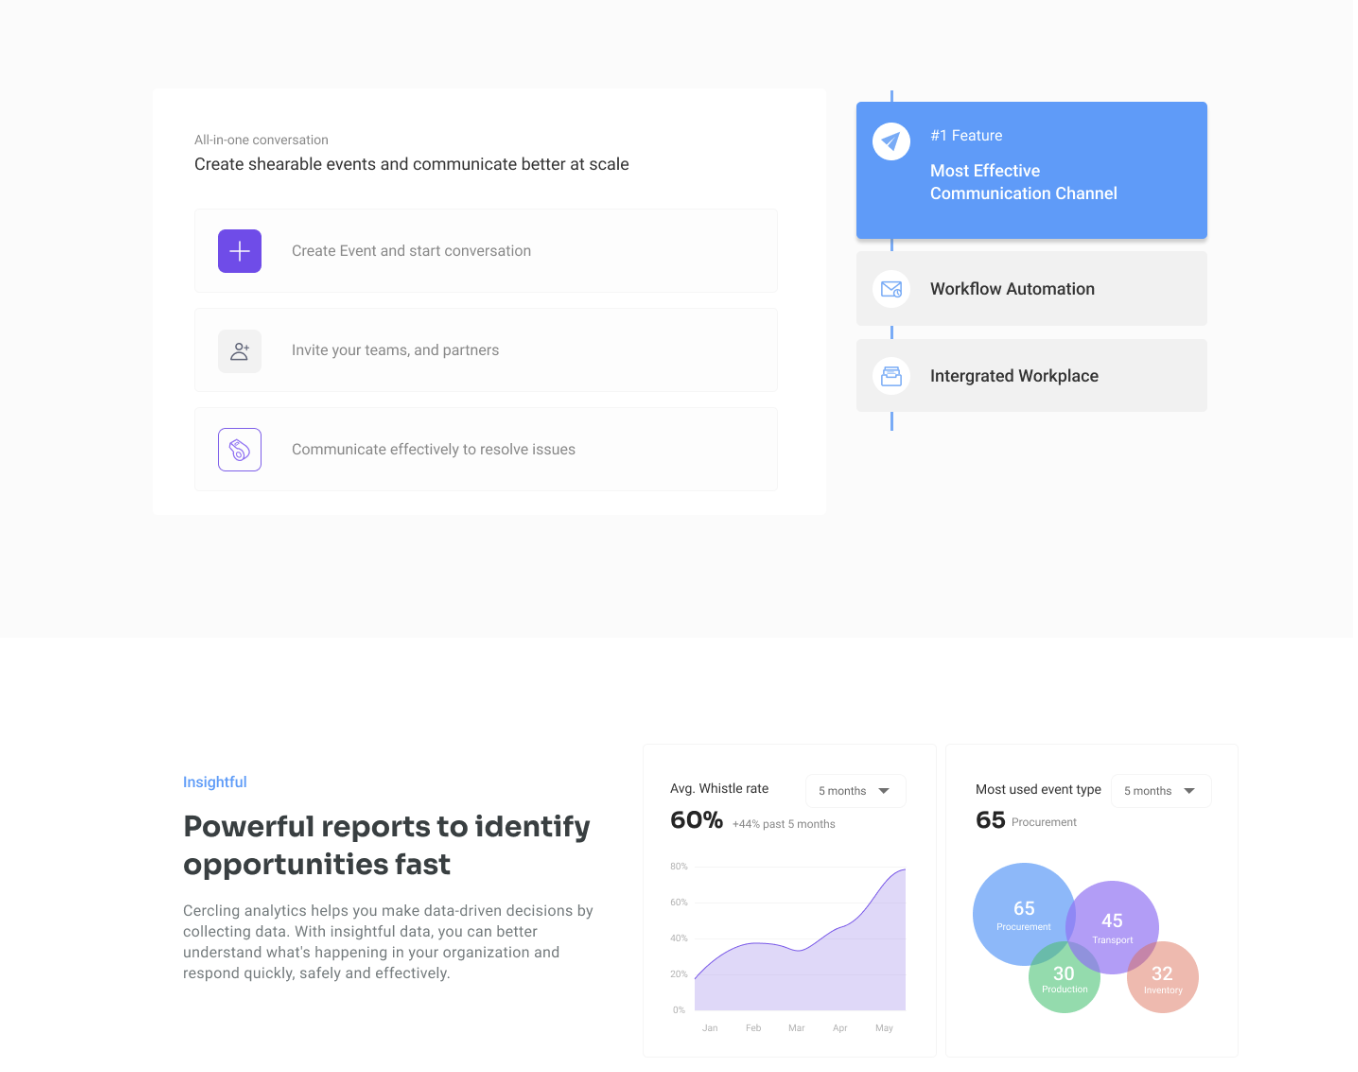 All-in-one conversation
Create shearable events and communicate better at scale
Create Event and start conversation
Invite your teams, and partners
Communicate effectively to resolve issues
#1 Feature
Most Effective
Communication Channel
Workflow Automation
Intergrated Workplace
Insightful
Powerful reports to identify
opportunities fast
Cercling analytics helps you make data-driven decisions by
collecting data. With insightful data, you can better
understand what's happening in your organization and
respond quickly, safely and effectively.
Avg. Whistle rate
5 months
60% +44% past 5 months
80%
60%
40%
20%
0%
Jan Feb Mar Apr May
Most used event type
5 months
65 Procurement
65
Procurement
45
Transport
30
Production
32
Inventory